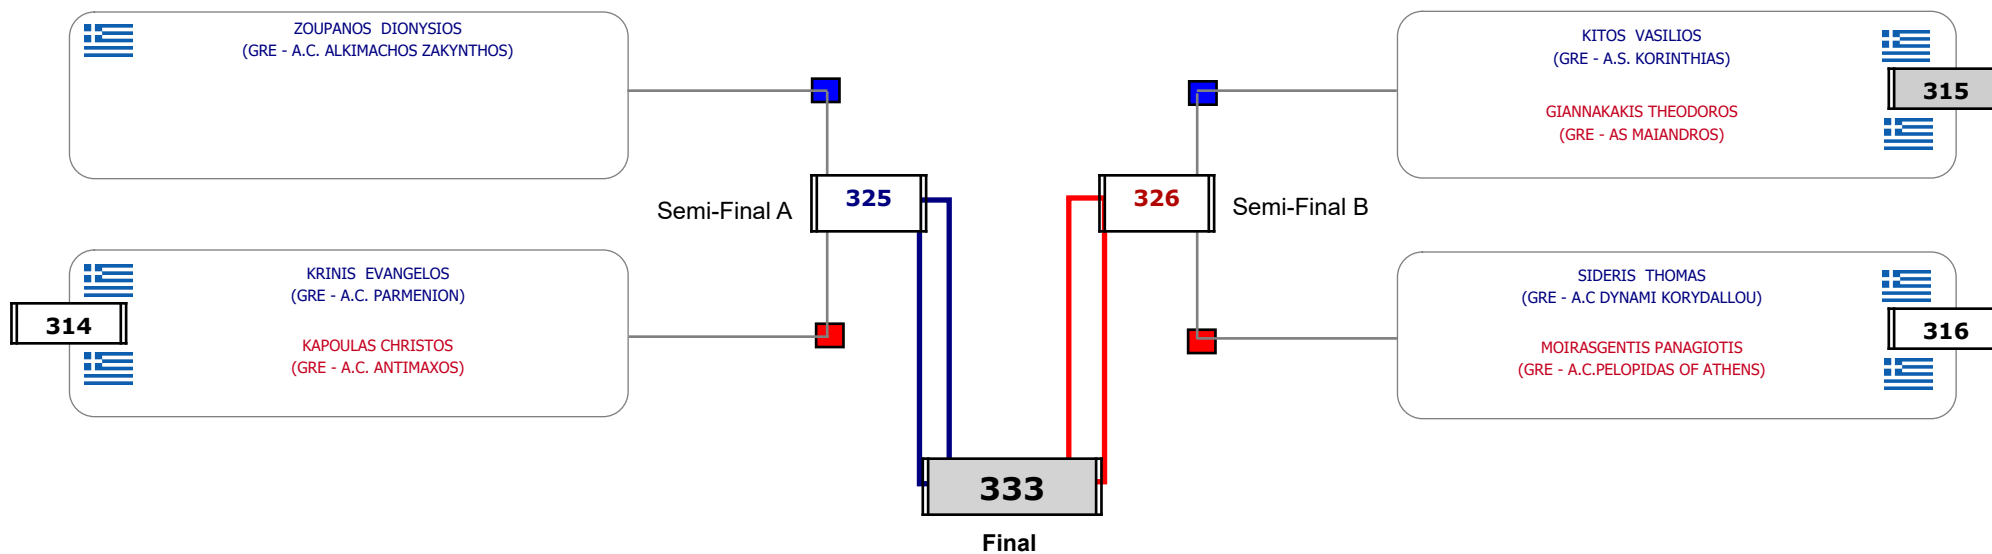 ZOUPANOS DIONYSIOS
(GRE - A.C. ALKIMACHOS ZAKYNTHOS)
KITOS VASILIOS
(GRE - A.S. KORINTHIAS)
315
GIANNAKAKIS THEODOROS
(GRE - AS MAIANDROS)
Semi-Final A
325
326
Semi-Final B
KRINIS EVANGELOS
(GRE - A.C. PARMENION)
314
KAPOULAS CHRISTOS
(GRE - A.C. ANTIMAXOS)
SIDERIS THOMAS
(GRE - A.C DYNAMI KORYDALLOU)
316
MOIRASGENTIS PANAGIOTIS
(GRE - A.C.PELOPIDAS OF ATHENS)
333
Final